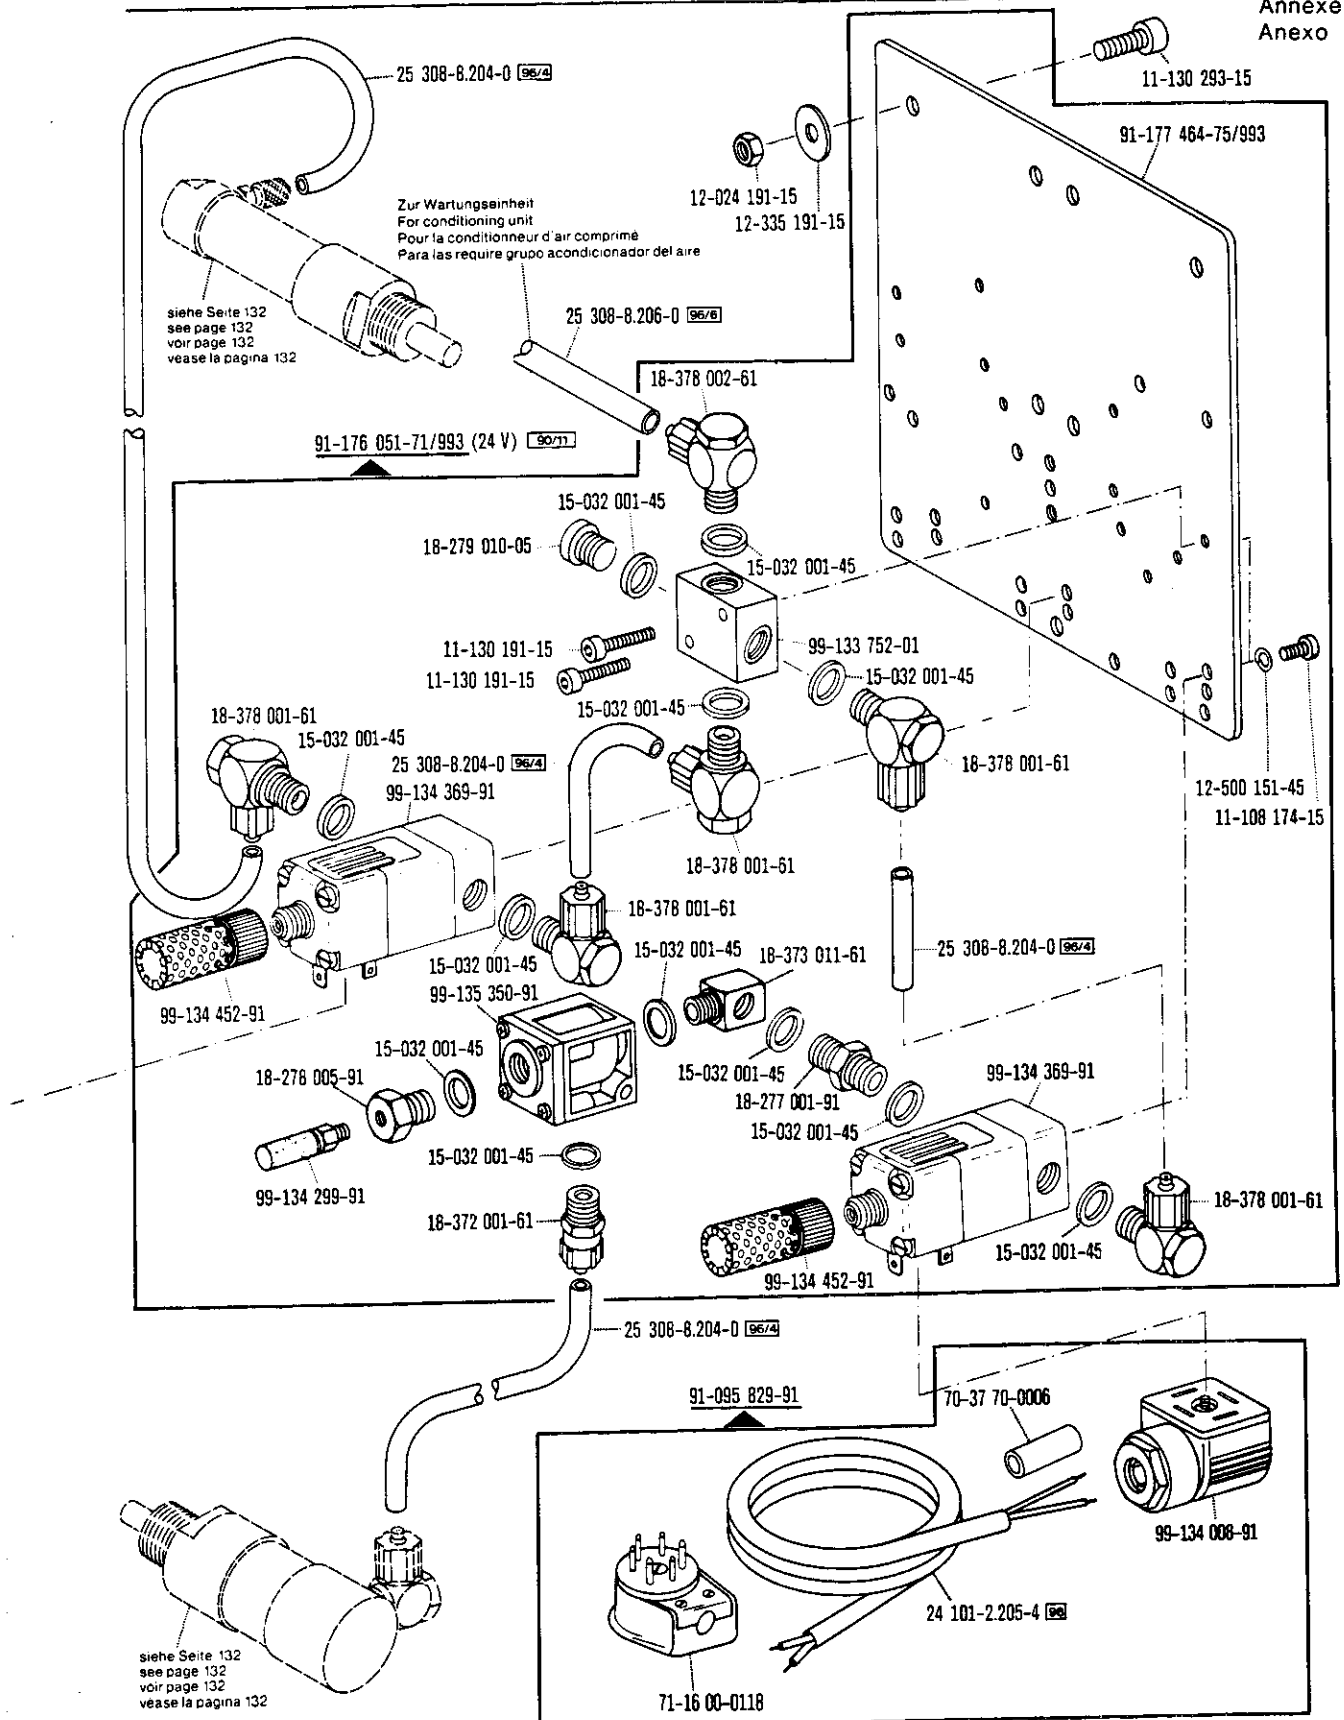 Annexe
Anexo
25 308-8.204-0 96/4
11-130 293-15
91-177 464-75/993
12-024 191-15
12-335 191-15
Zur Wartungseinheit
For conditioning unit
Pour la conditionneur d'air comprimé
Para las require grupo acondicionador del aire
siehe Seite 132
see page 132
voir page 132
vease la pagina 132
25 308-8.206-0 96/6
18-378 002-61
91-176 051-71/993 (24 V) 90/11
15-032 001-45
18-279 010-05
15-032 001-45
11-130 191-15
99-133 752-01
11-130 191-15
15-032 001-45
15-032 001-45
18-378 001-61
15-032 001-45
25 308-8.204-0 96/4
18-378 001-61
99-134 369-91
12-500 151-45
11-108 174-15
18-378 001-61
18-378 001-61
15-032 001-45
15-032 001-45
18-373 011-61
25 308-8.204-0 96/4
99-135 350-91
99-134 452-91
15-032 001-45
18-278 005-91
15-032 001-45
99-134 369-91
18-277 001-91
15-032 001-45
15-032 001-45
99-134 299-91
18-372 001-61
18-378 001-61
15-032 001-45
99-134 452-91
25 308-8.204-0 96/4
91-095 829-91
70-37 70-0006
99-134 008-91
24 101-2.205-4 96
71-16 00-0118
siehe Seite 132
see page 132
voir page 132
véase la pagina 132